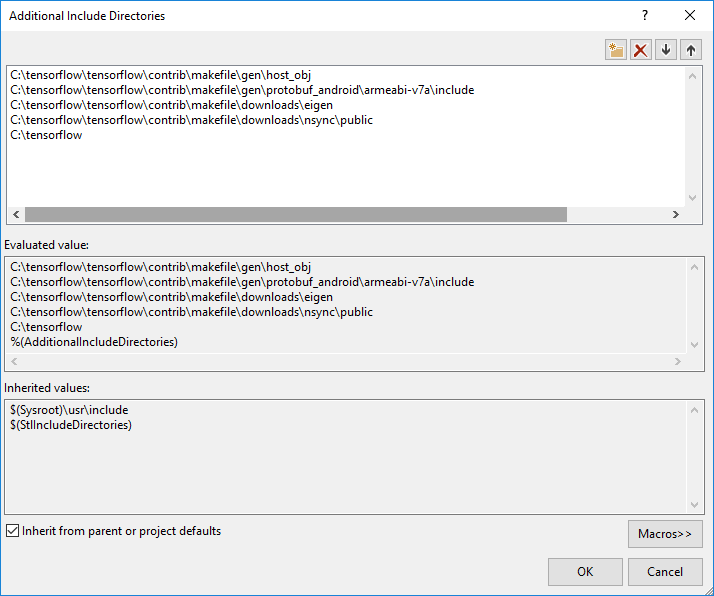 Additional Include Directories
C:\tensorflow\tensorflow\contrib\makefile\gen\host_obj
C:\tensorflow\tensorflow\contrib\makefile\gen\protobuf_android\armeabi-v7a\include
C:\tensorflow\tensorflow\contrib\makefile\downloads\eigen
C:\tensorflow\tensorflow\contrib\makefile\downloads\nsync\public
C:\tensorflow
Evaluated value:
C:\tensorflow\tensorflow\contrib\makefile\gen\host_obj
C:\tensorflow\tensorflow\contrib\makefile\gen\protobuf_android\armeabi-v7a\include
C:\tensorflow\tensorflow\contrib\makefile\downloads\eigen
C:\tensorflow\tensorflow\contrib\makefile\downloads\nsync\public
C:\tensorflow
%(AdditionalIncludeDirectories)
Inherited values:
$(Sysroot)\usr\include
$(StlIncludeDirectories)
Inherit from parent or project defaults
Macros>>
OK
Cancel